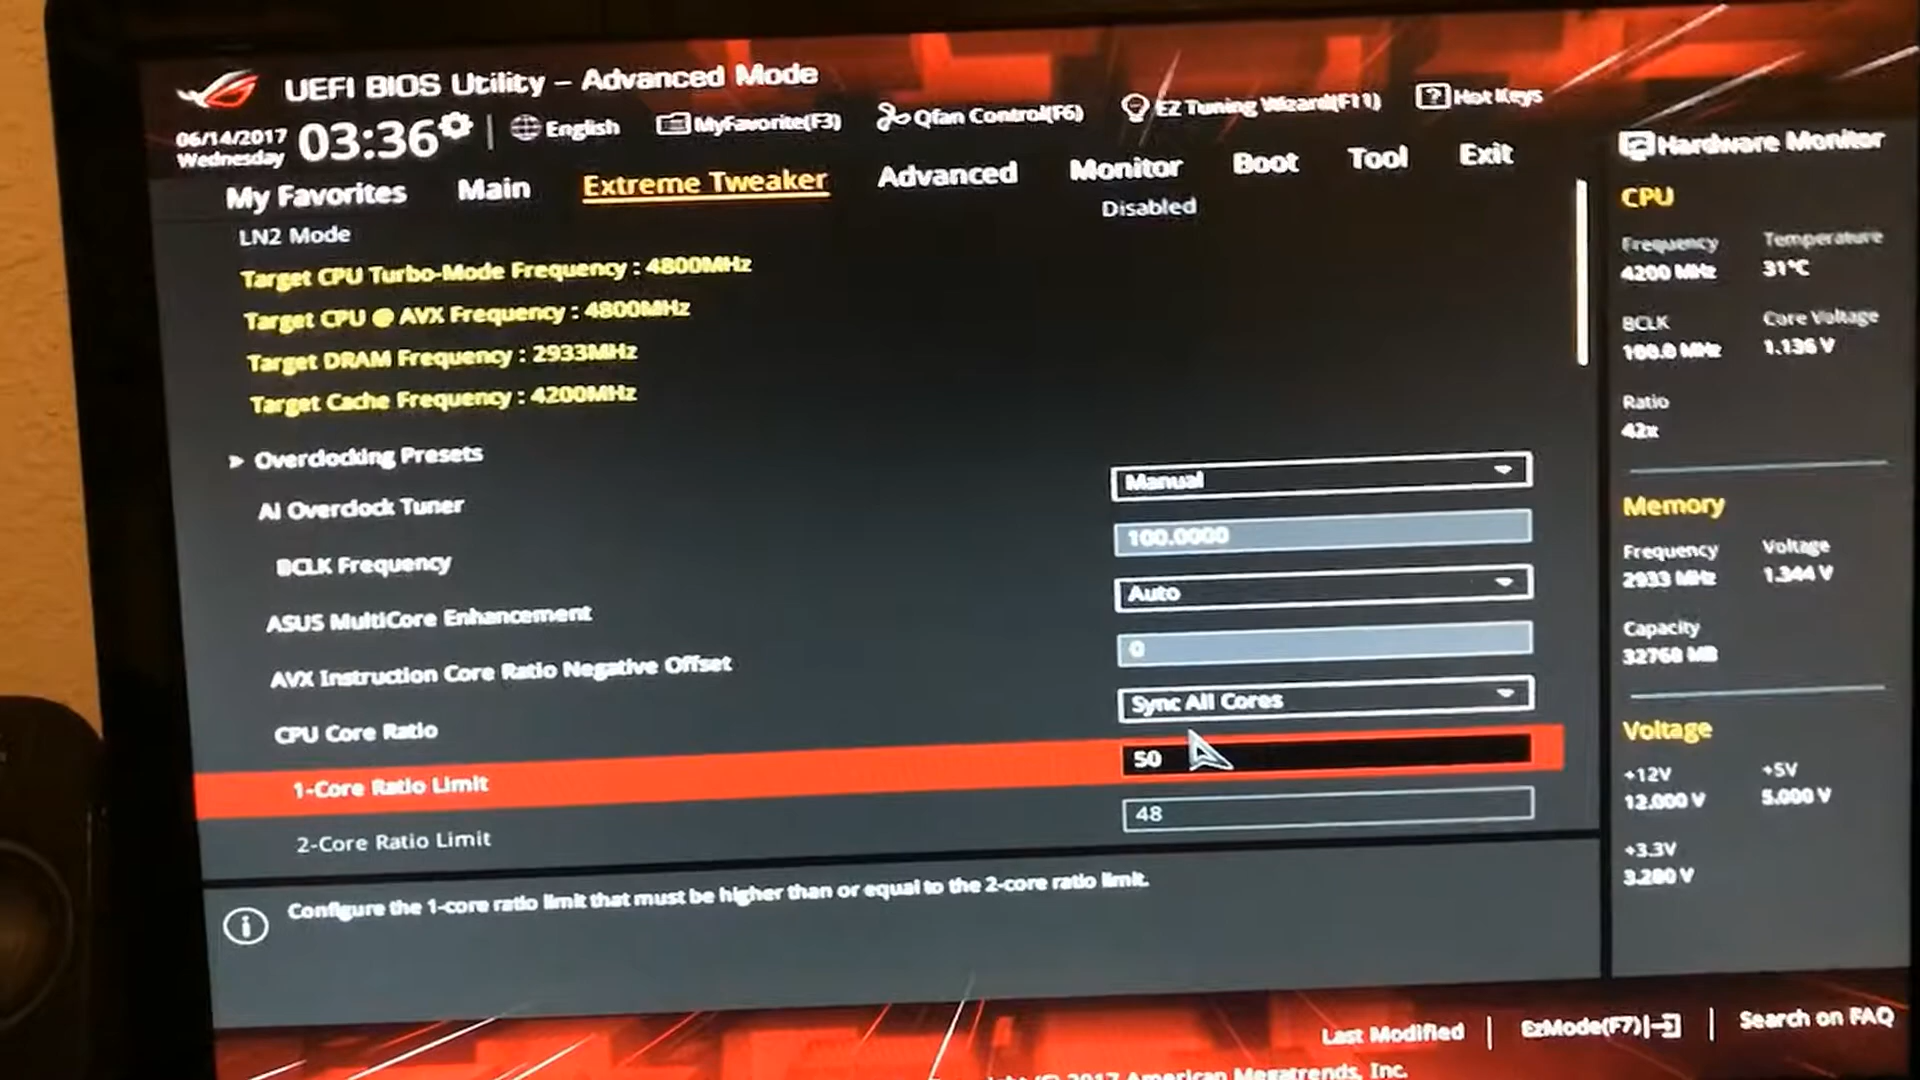 UEFI BIOS Utility – Advanced Mode
06/14/2017
Wednesday
03:36
English
MyFavorite(F3)
Qfan Control(F6)
EZ Tuning Wizard(F11)
Hot Keys
My Favorites
Main
Extreme Tweaker
Advanced
Monitor
Boot
Tool
Exit
LN2 Mode
Disabled
Target CPU Turbo-Mode Frequency : 4800MHz
Target CPU @ AVX Frequency : 4800MHz
Target DRAM Frequency : 2933MHz
Target Cache Frequency : 4200MHz
Overclocking Presets
AI Overclock Tuner
Manual
BCLK Frequency
100.0000
ASUS MultiCore Enhancement
Auto
AVX Instruction Core Ratio Negative Offset
0
CPU Core Ratio
Sync All Cores
1-Core Ratio Limit
50
2-Core Ratio Limit
48
Configure the 1-core ratio limit that must be higher than or equal to the 2-core ratio limit.
Hardware Monitor
CPU
Frequency Temperature
4200 MHz 31°C
BCLK Core Voltage
100.0 MHz 1.136 V
Ratio
42x
Memory
Frequency Voltage
2933 MHz 1.344 V
Capacity
32768 MB
Voltage
+12V +5V
12.000 V 5.000 V
+3.3V
3.280 V
Last Modified
EzMode(F7)
Search on FAQ
(C) 2017 American Megatrends, Inc.